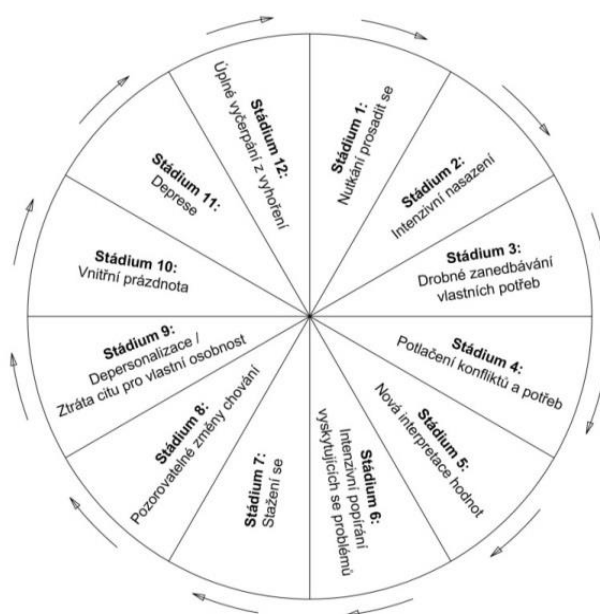 Stádium 1:
Nutkání prosadit se
Stádium 2:
Intenzivní nasazení
Stádium 3:
Drobné zanedbávání
vlastních potřeb
Stádium 4:
Potlačení konfliktů a potřeb
Stádium 5:
Nová interpretace hodnot
Stádium 6:
Intenzivní popírání
vyskytujících se problémů
Stádium 7:
Stažení se
Stádium 8:
Pozorovatelné změny chování
Stádium 9:
Depersonalizace /
Ztráta citu pro vlastní osobnost
Stádium 10:
Vnitřní prázdnota
Stádium 11:
Deprese
Stádium 12:
Úplné vyčerpání z vyhoření